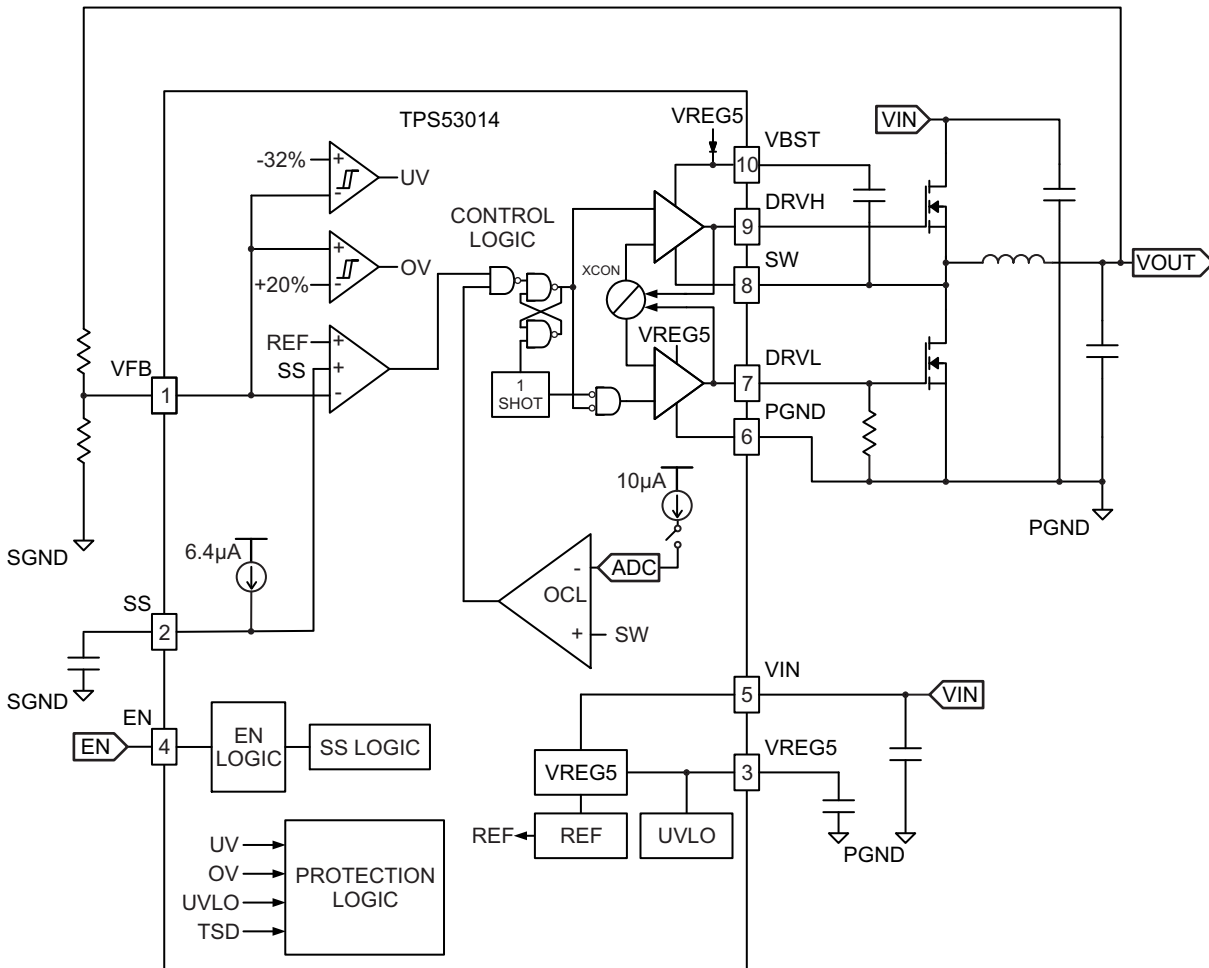 TPS53014
VREG5
VIN
VBST
10
-32%
+
-
UV
DRVH
9
CONTROL
LOGIC
+
-
+20%
OV
XCON
SW
8
VOUT
REF
+
SS
+
-
VREG5
VFB
1
DRVL
7
1
SHOT
PGND
6
10µA
PGND
SGND
6.4µA
-
ADC
OCL
SS
2
+
SW
SGND
VIN
5
VIN
EN
EN
4
EN
LOGIC
SS LOGIC
VREG5
VREG5
3
REF
REF
UVLO
PGND
UV
OV
UVLO
TSD
PROTECTION
LOGIC